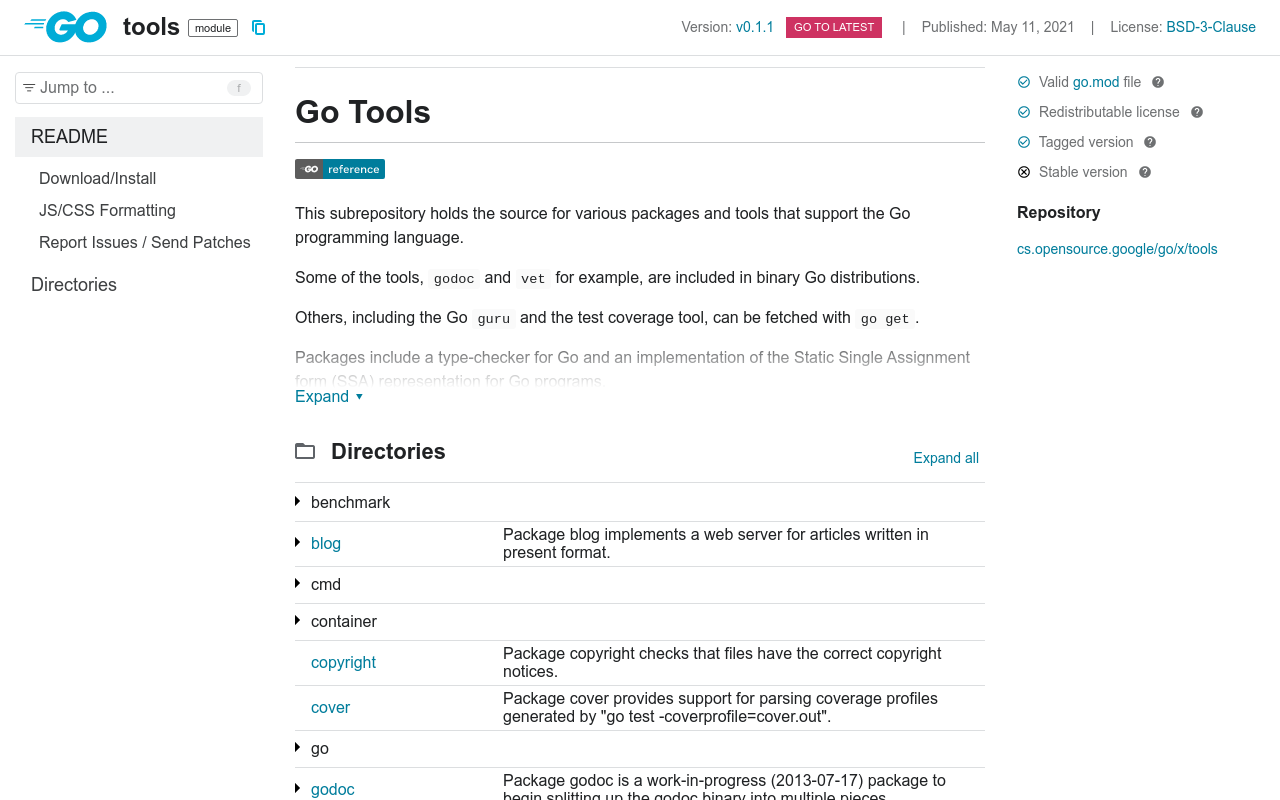 GO tools module
Version: v0.1.1 GO TO LATEST | Published: May 11, 2021 | License: BSD-3-Clause
Jump to ... f
README
Download/Install
JS/CSS Formatting
Report Issues / Send Patches
Directories
Go Tools
GO reference
This subrepository holds the source for various packages and tools that support the Go
programming language.
Some of the tools, godoc and vet for example, are included in binary Go distributions.
Others, including the Go guru and the test coverage tool, can be fetched with go get.
Packages include a type-checker for Go and an implementation of the Static Single Assignment
form (SSA) representation for Go programs.
Expand
Directories
Expand all
benchmark
blog Package blog implements a web server for articles written in
present format.
cmd
container
copyright Package copyright checks that files have the correct copyright
notices.
cover Package cover provides support for parsing coverage profiles
generated by "go test -coverprofile=cover.out".
go
godoc Package godoc is a work-in-progress (2013-07-17) package to
begin splitting up the godoc binary into multiple pieces.
Valid go.mod file
Redistributable license
Tagged version
Stable version
Repository
cs.opensource.google/go/x/tools